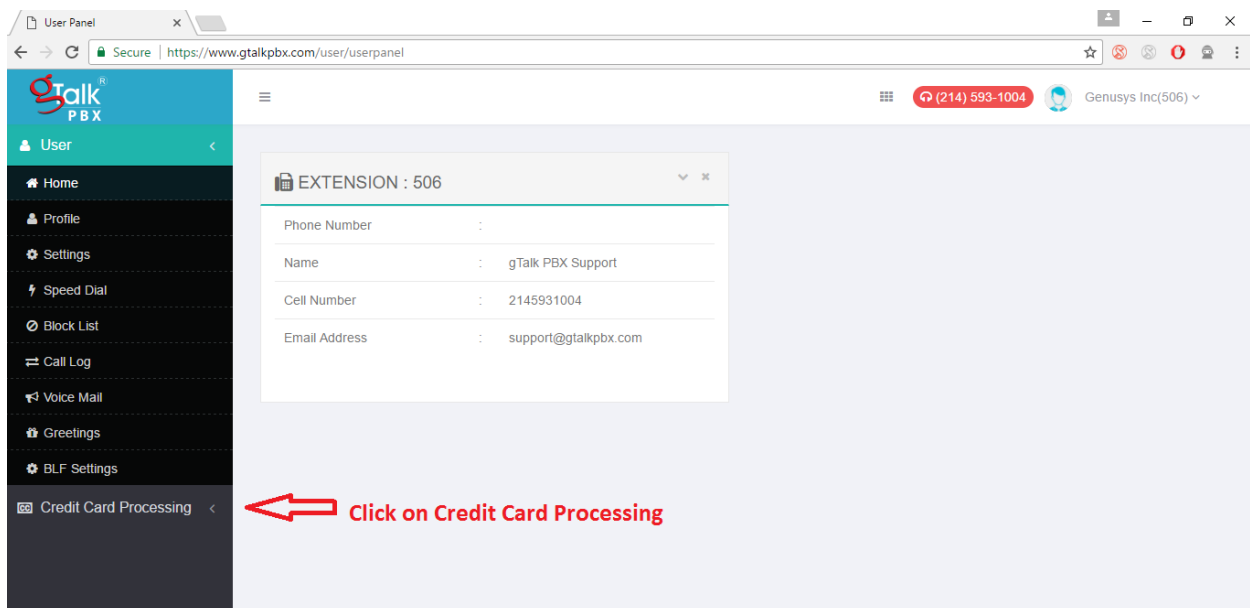 User Panel
Secure | https://www.gtalkpbx.com/user/userpanel
gTalk®
PBX
(214) 593-1004
Genusys Inc(506)
User
Home
Profile
Settings
Speed Dial
Block List
Call Log
Voice Mail
Greetings
BLF Settings
CC Credit Card Processing
EXTENSION : 506
Phone Number :
Name : gTalk PBX Support
Cell Number : 2145931004
Email Address : support@gtalkpbx.com
Click on Credit Card Processing